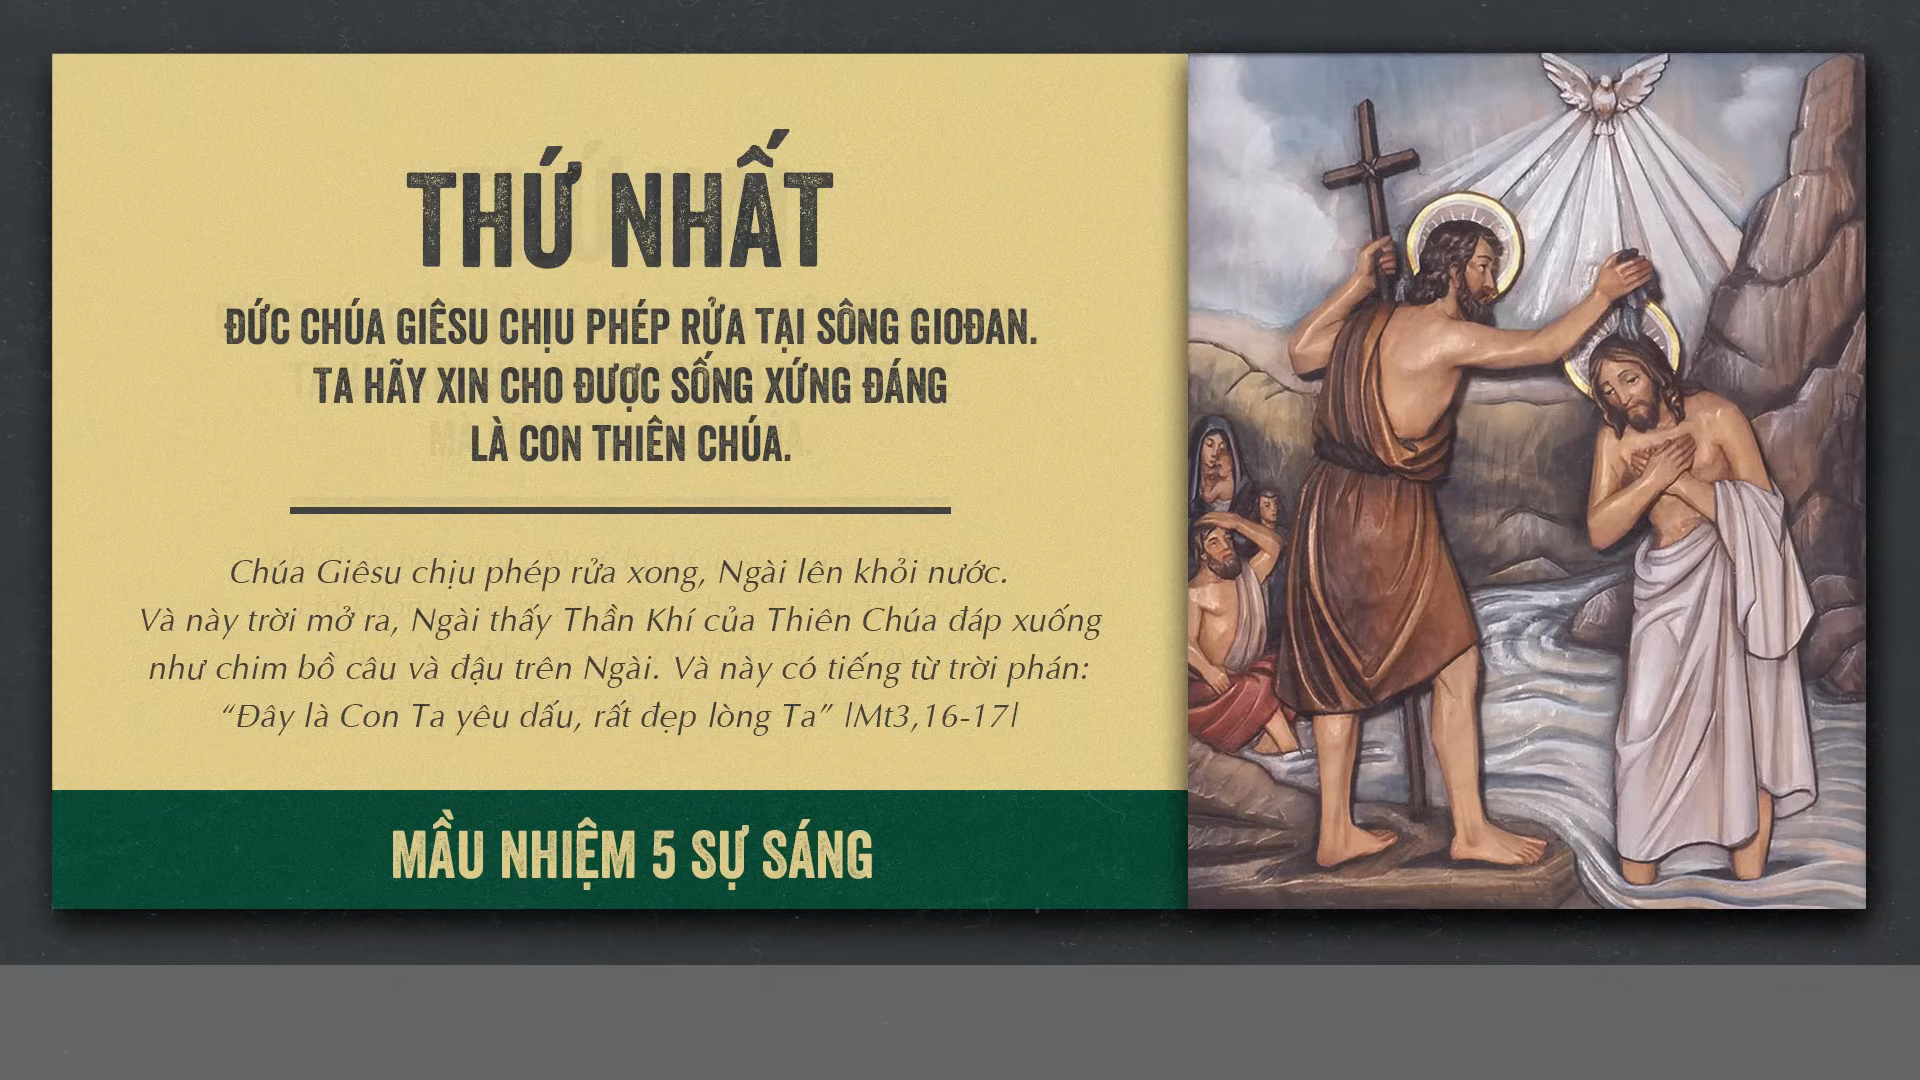 THỨ NHẤT
ĐỨC CHÚA GIÊSU CHỊU PHÉP RỬA TẠI SÔNG GIOĐAN.
TA HÃY XIN CHO ĐƯỢC SỐNG XỨNG ĐÁNG
LÀ CON THIÊN CHÚA.
Chúa Giêsu chịu phép rửa xong, Ngài lên khỏi nước.
Và này trời mở ra, Ngài thấy Thần Khí của Thiên Chúa đáp xuống
như chim bồ câu và đậu trên Ngài. Và này có tiếng từ trời phán:
“Đây là Con Ta yêu dấu, rất đẹp lòng Ta” |Mt3,16-17|
MẦU NHIỆM 5 SỰ SÁNG